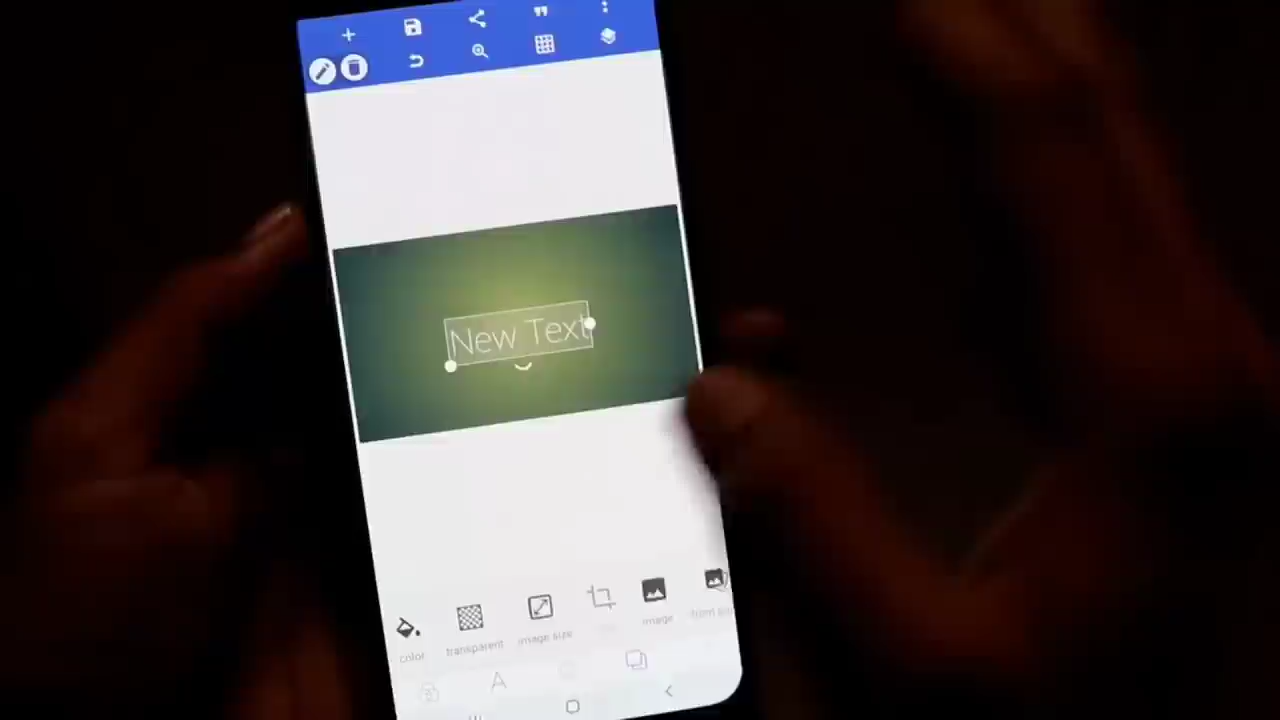 New Text
color
transparent
image size
image